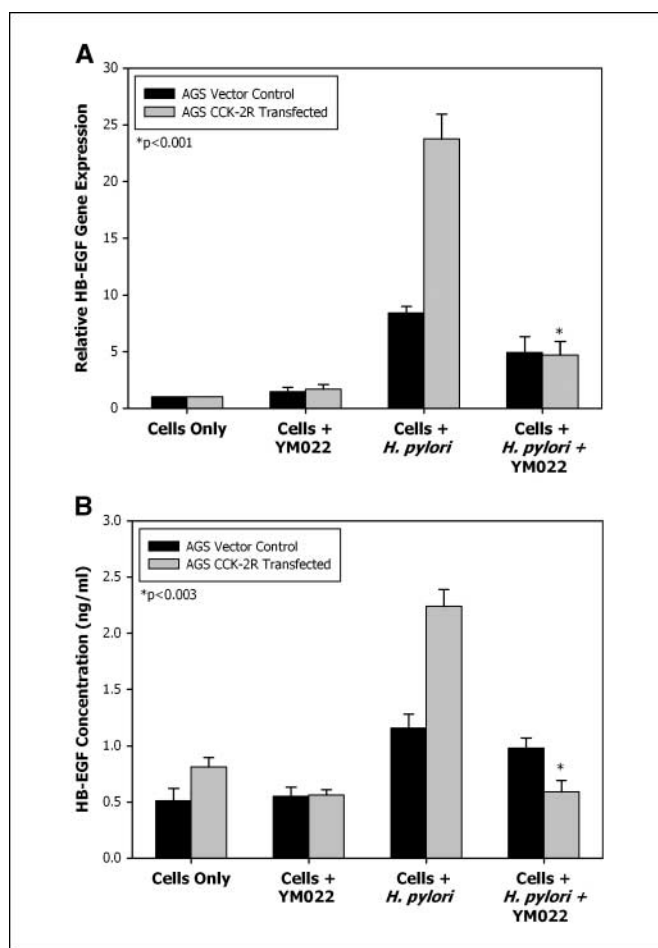 A
30
25
20
15
10
5
0
Relative HB-EGF Gene Expression
AGS Vector Control
AGS CCK-2R Transfected
*p<0.001
*
Cells Only
Cells +
YM022
Cells +
H. pylori
Cells +
H. pylori +
YM022
B
3.0
2.5
2.0
1.5
1.0
0.5
0.0
HB-EGF Concentration (ng/ml)
AGS Vector Control
AGS CCK-2R Transfected
*p<0.003
*
Cells Only
Cells +
YM022
Cells +
H. pylori
Cells +
H. pylori +
YM022